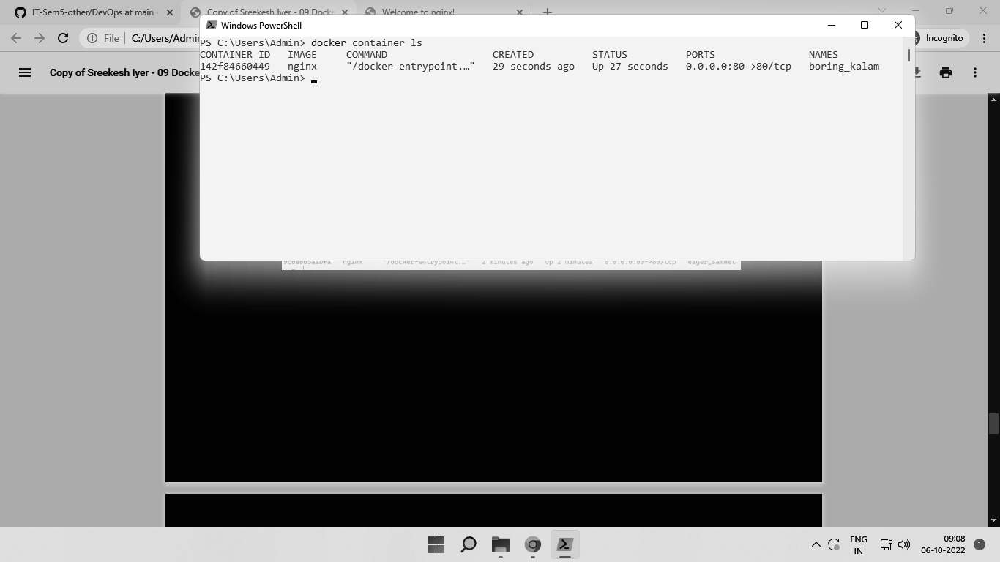 IT-Sem5-other/DevOps at main
Copy of Sreekesh Iyer - 09 Docke
Welcome to nginx!
File
C:/Users/Admin
Incognito
Copy of Sreekesh Iyer - 09 Docke
Windows PowerShell
PS C:\Users\Admin> docker container ls
CONTAINER ID IMAGE COMMAND CREATED STATUS PORTS NAMES
142f84660449 nginx "/docker-entrypoint.…" 29 seconds ago Up 27 seconds 0.0.0.0:80->80/tcp boring_kalam
PS C:\Users\Admin>
nginx "/docker-entrypoint.…" 2 minutes ago Up 2 minutes 0.0.0.0:80->80/tcp eager_sammet
ENG
IN
09:08
06-10-2022
1